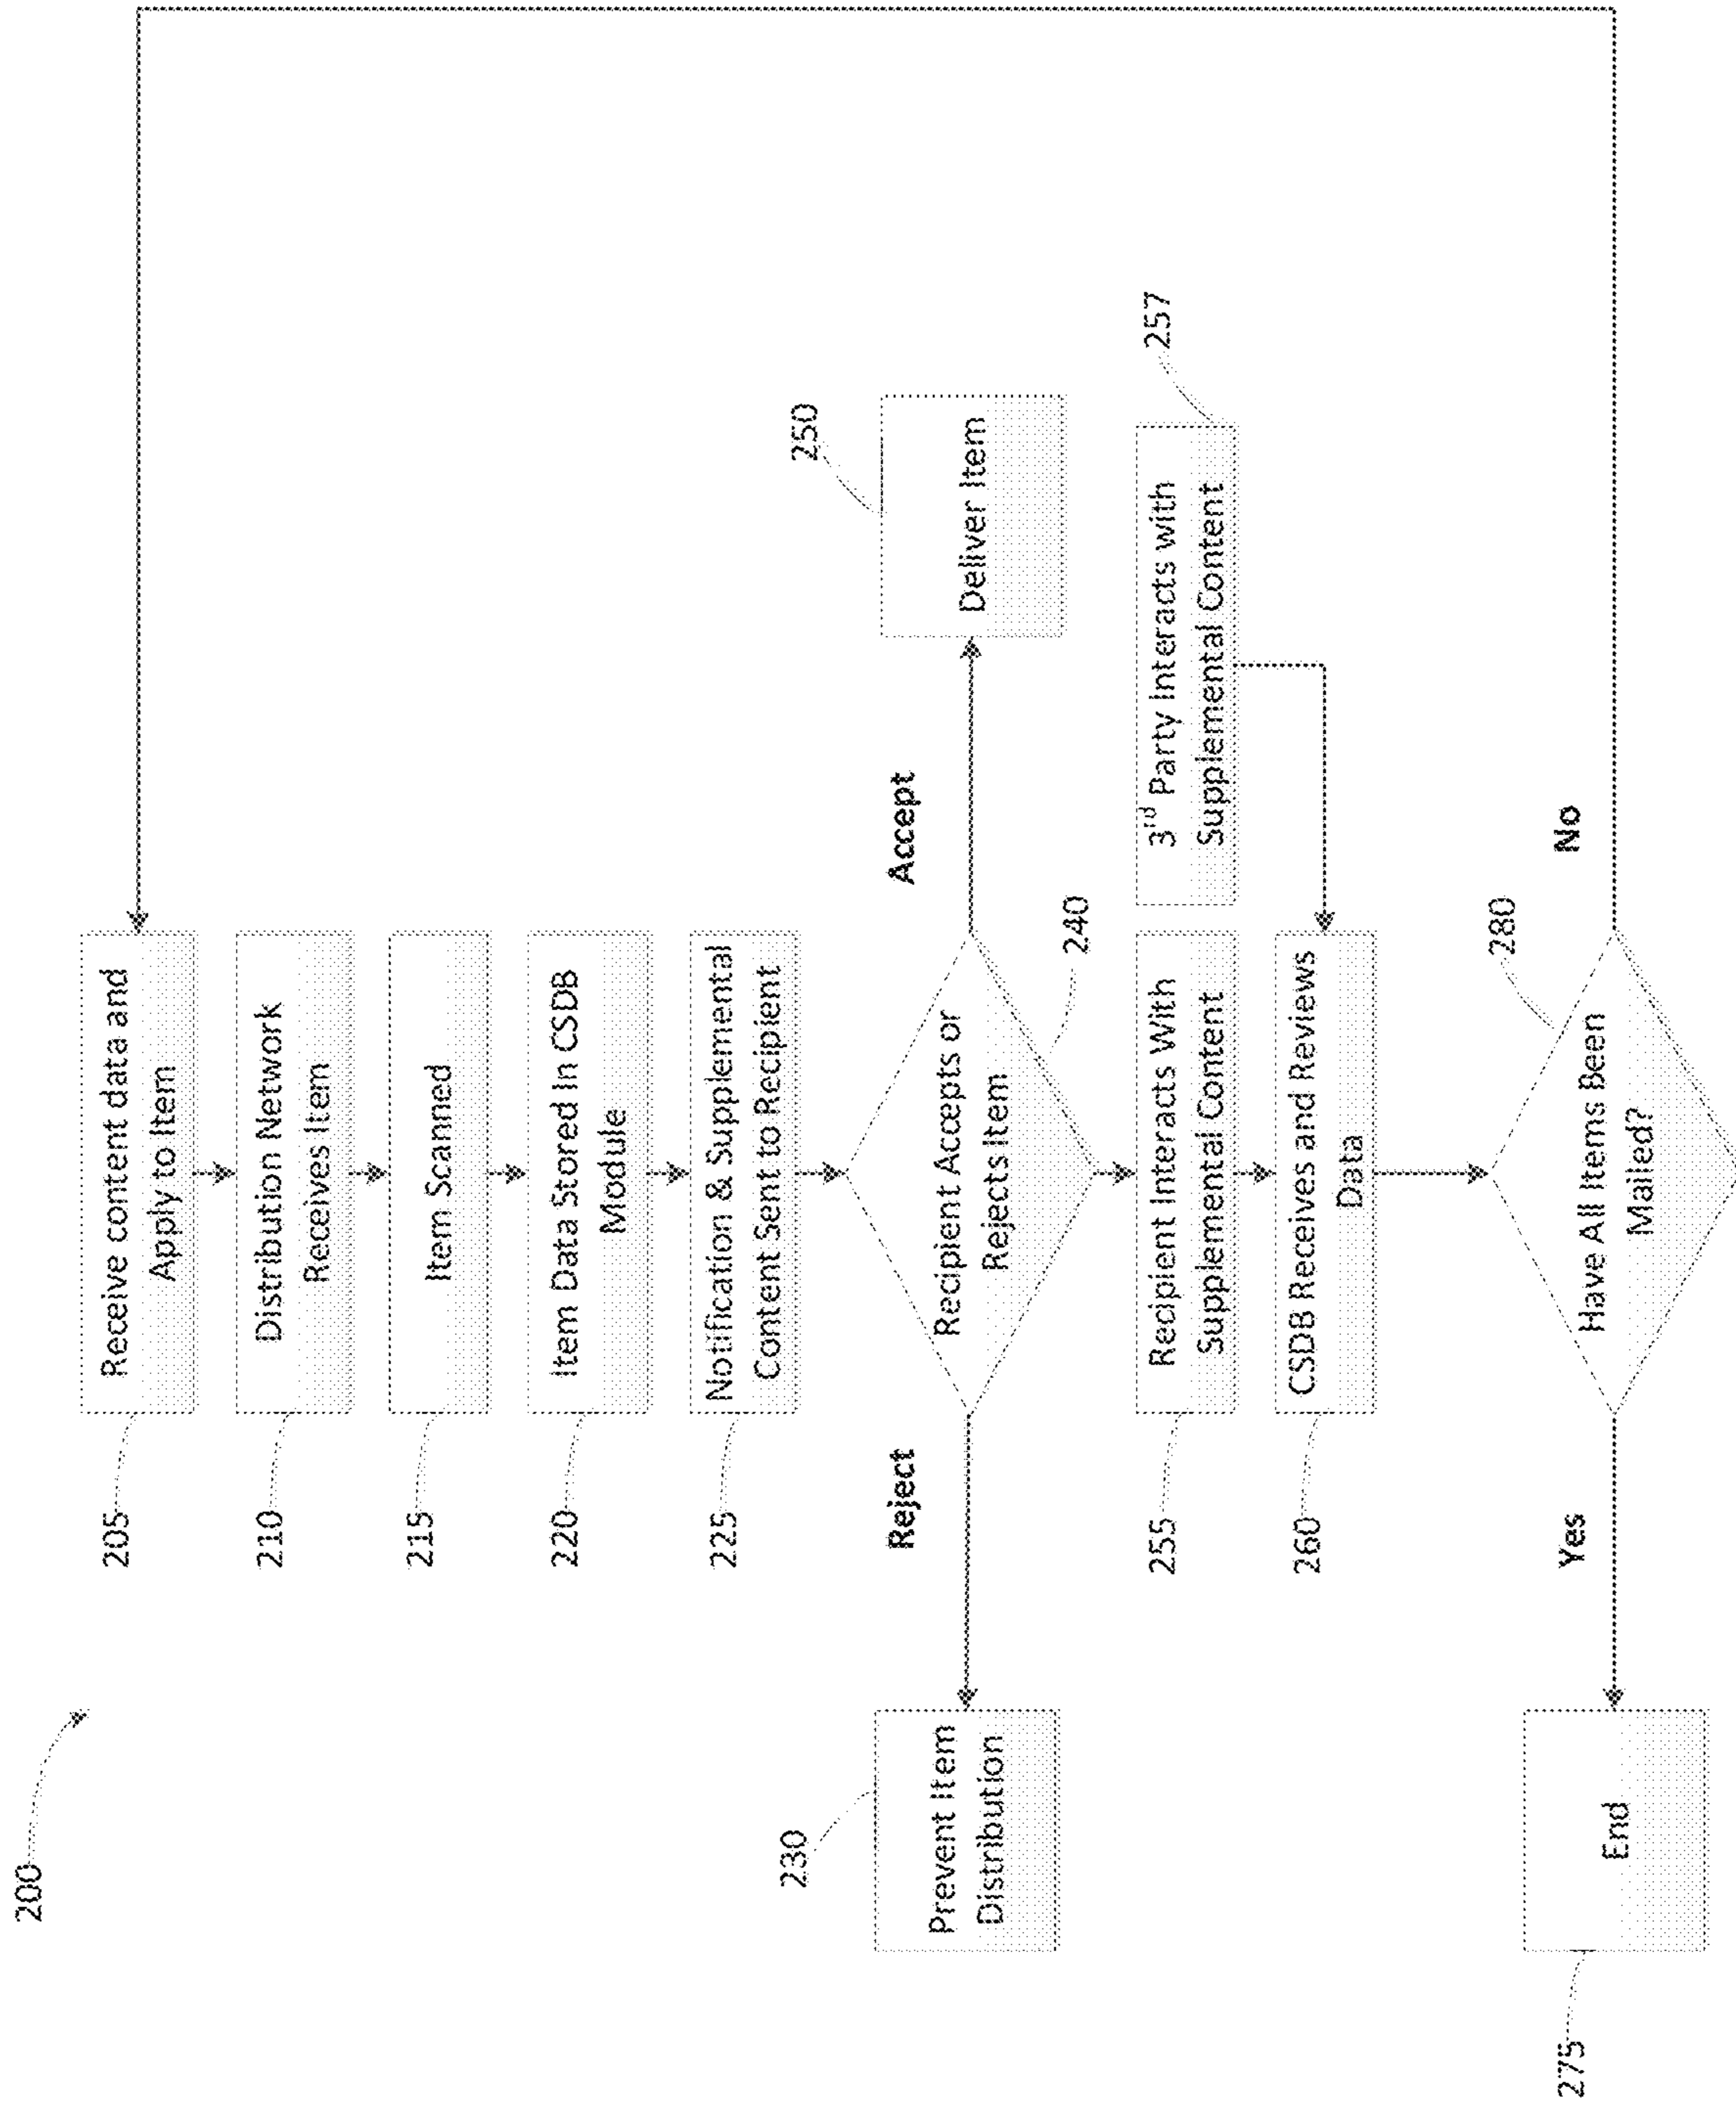 200
205
Receive content data and
Apply to Item
210
Distribution Network
Receives Item
215
Item Scanned
220
Item Data Stored In CSDB
Module
225
Notification & Supplemental
Content Sent to Recipient
230
Prevent Item
Distribution
Reject
Recipient Accepts or
Rejects Item
240
Accept
250
Deliver Item
255
Recipient Interacts With
Supplemental Content
3rd Party Interacts with
Supplemental Content
257
260
CSDB Receives and Reviews
Data
275
End
Yes
Have All Items Been
Mailed?
280
No